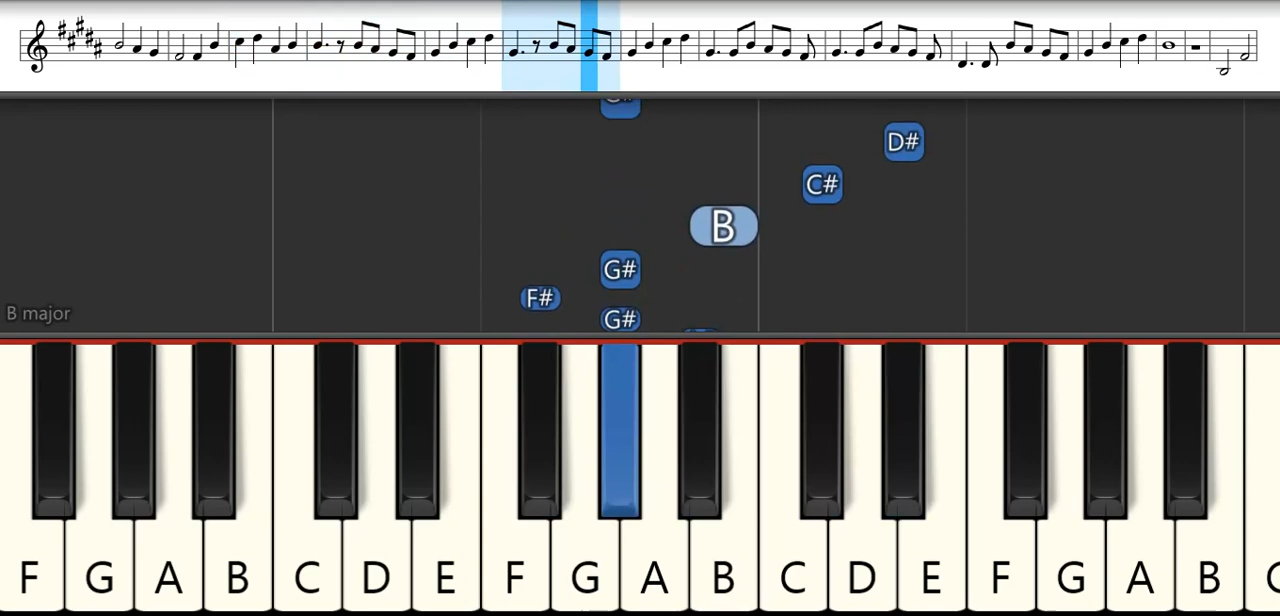 G#
D#
C#
B
G#
F#
B major
G#
F G A B C D E F G A B C D E F G A B C